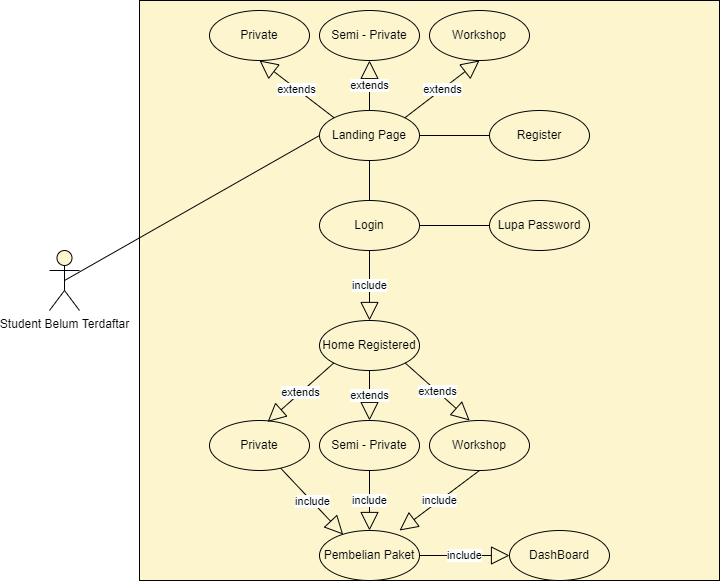 Private
Semi - Private
Workshop
extends
extends
extends
Landing Page
Register
Login
Lupa Password
include
Student Belum Terdaftar
Home Registered
extends
extends
extends
Private
Semi - Private
Workshop
include
include
include
Pembelian Paket
include
DashBoard